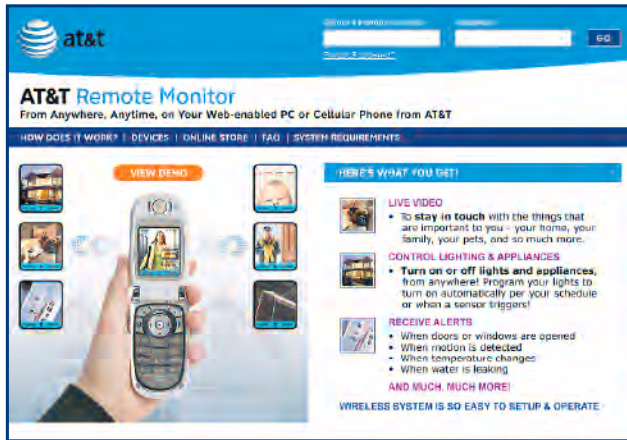 at&t
GO
AT&T Remote Monitor
From Anywhere, Anytime, on Your Web-enabled PC or Cellular Phone from AT&T
HOW DOES IT WORK? | DEVICES | ONLINE STORE | FAQ | SYSTEM REQUIREMENTS
VIEW DEMO
HERE'S WHAT YOU GET!
LIVE VIDEO
• To stay in touch with the things that
are important to you - your home, your
family, your pets, and so much more.
CONTROL LIGHTING & APPLIANCES
• Turn on or off lights and appliances,
from anywhere! Program your lights to
turn on automatically per your schedule
or when a sensor triggers!
RECEIVE ALERTS
• When doors or windows are opened
• When motion is detected
• When temperature changes
• When water is leaking
AND MUCH, MUCH MORE!
WIRELESS SYSTEM IS SO EASY TO SETUP & OPERATE